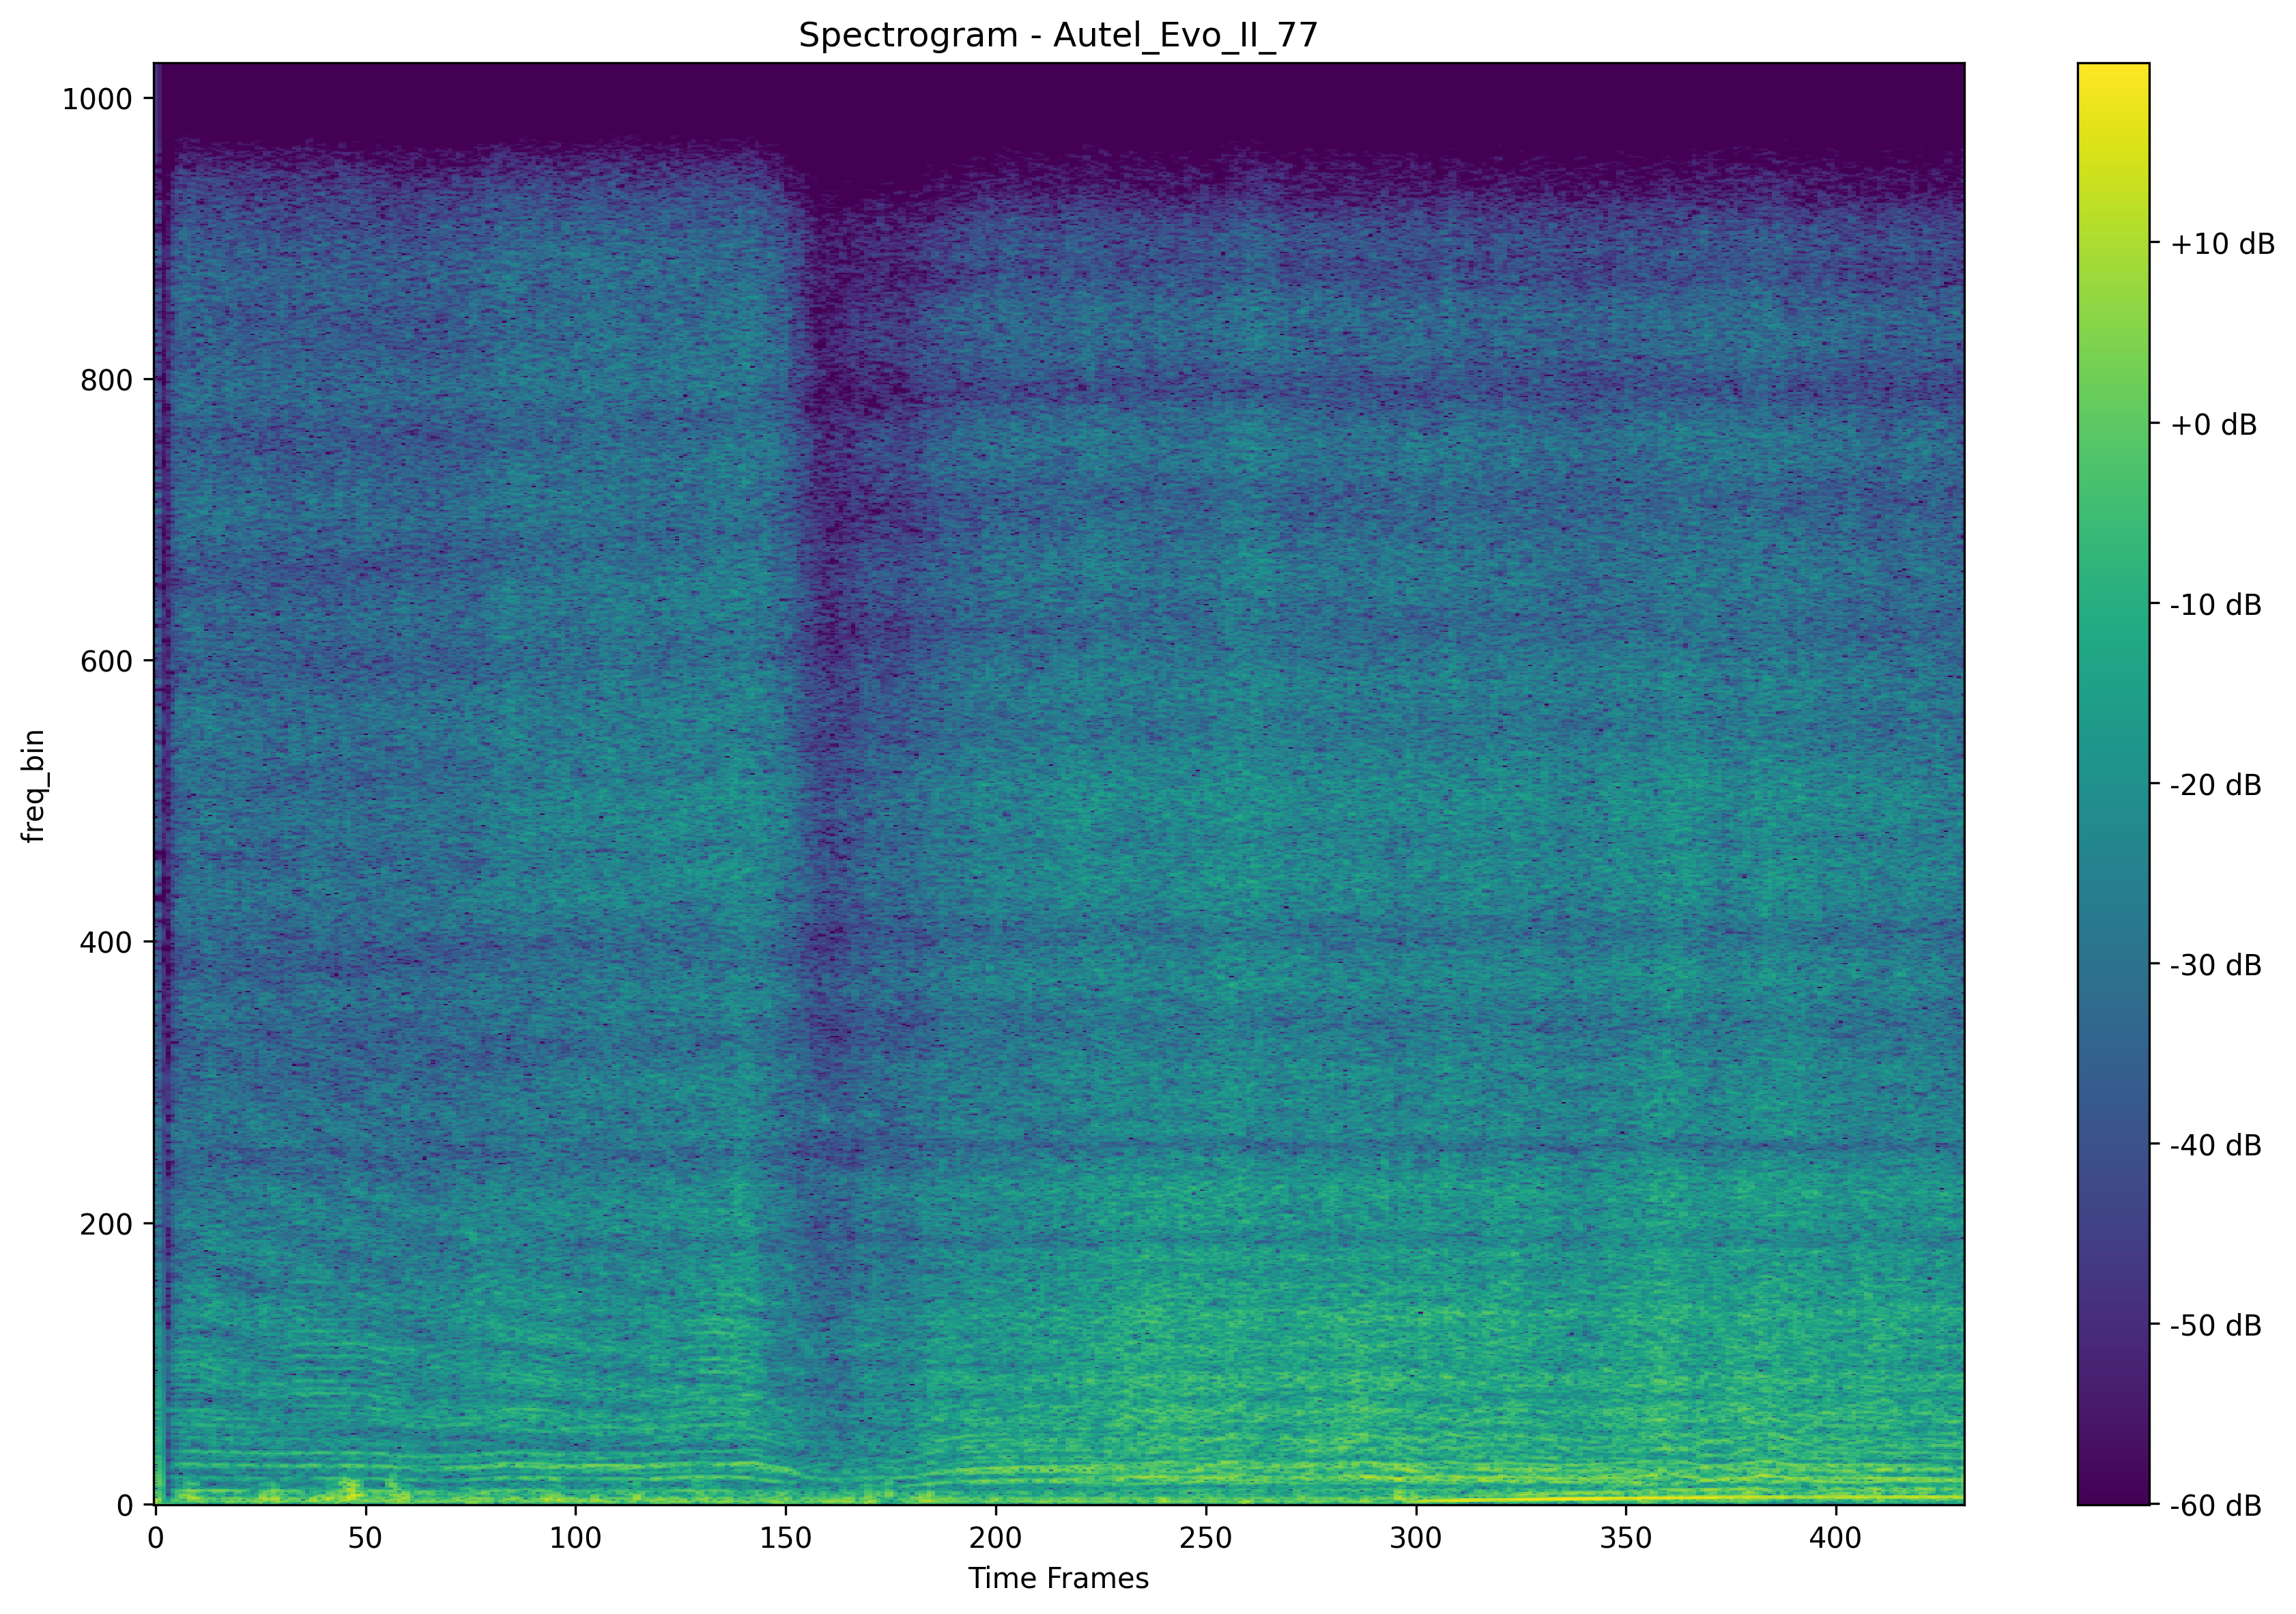 Spectrogram - Autel_Evo_II_77
1000
800
600
400
200
0
freq_bin
0 50 100 150 200 250 300 350 400
Time Frames
+10 dB
+0 dB
-10 dB
-20 dB
-30 dB
-40 dB
-50 dB
-60 dB